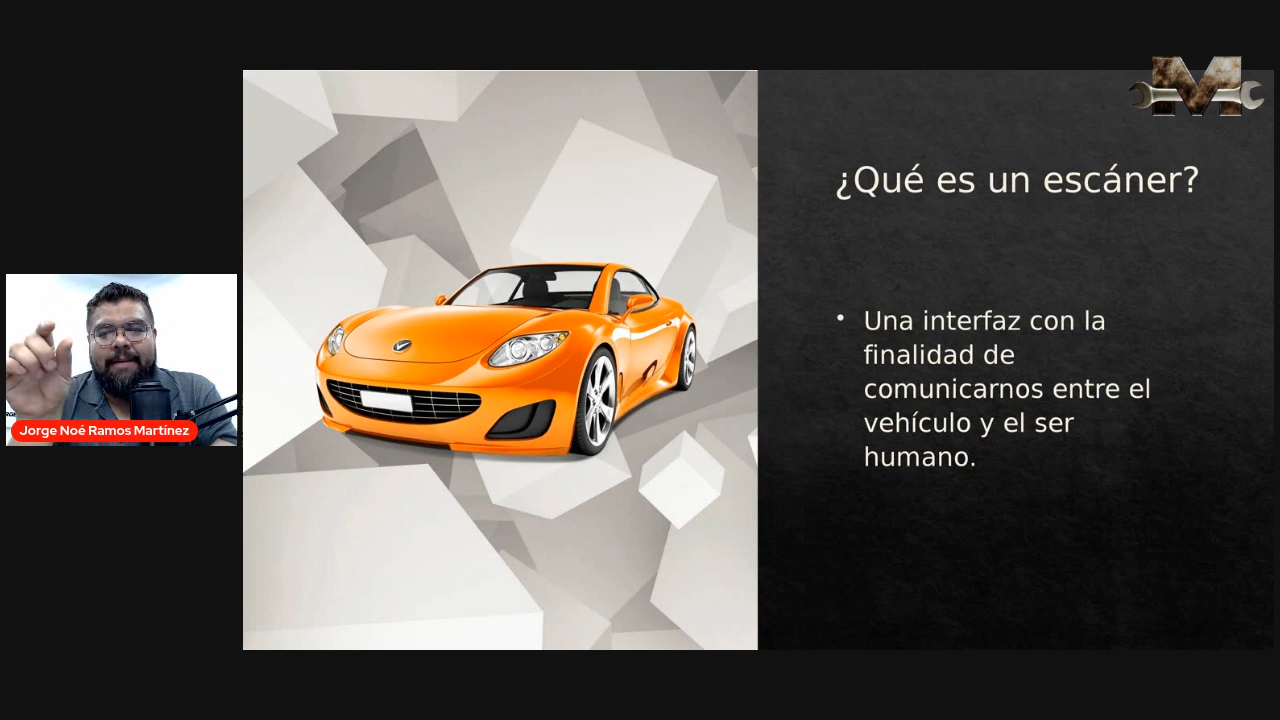 ¿Qué es un escáner?
• Una interfaz con la
finalidad de
comunicarnos entre el
vehículo y el ser
humano.
Jorge Noé Ramos Martínez
M